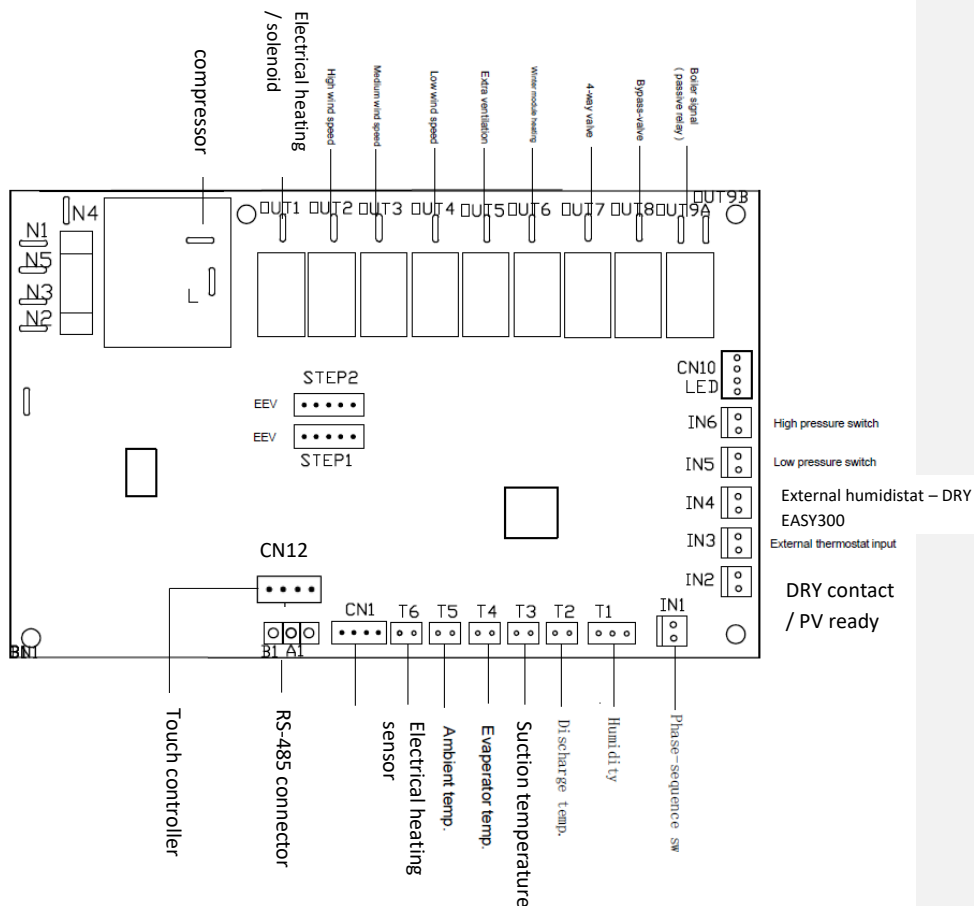 compressor
Electrical heating
/ solenoid
High wind speed
Medium wind speed
Low wind speed
Extra ventilation
Winter module heating
4-way valve
Bypass-valve
Boiler signal
( passive relay )
N4
N1
N5
N3
N2
L
OUT1
OUT2
OUT3
OUT4
OUT5
OUT6
OUT7
OUT8
OUT9A
OUT9B
STEP2
EEV
EEV
STEP1
CN10
LED
IN6
High pressure switch
IN5
Low pressure switch
IN4
External humidistat – DRY
EASY300
IN3
External thermostat input
IN2
DRY contact
/ PV ready
CN12
CN1
T6
T5
T4
T3
T2
T1
IN1
B1
A1
Touch controller
RS-485 connector
Electrical heating
sensor
Ambient temp.
Evaperator temp.
Suction temperature
Discharge temp.
Humidity
Phase-sequence sw